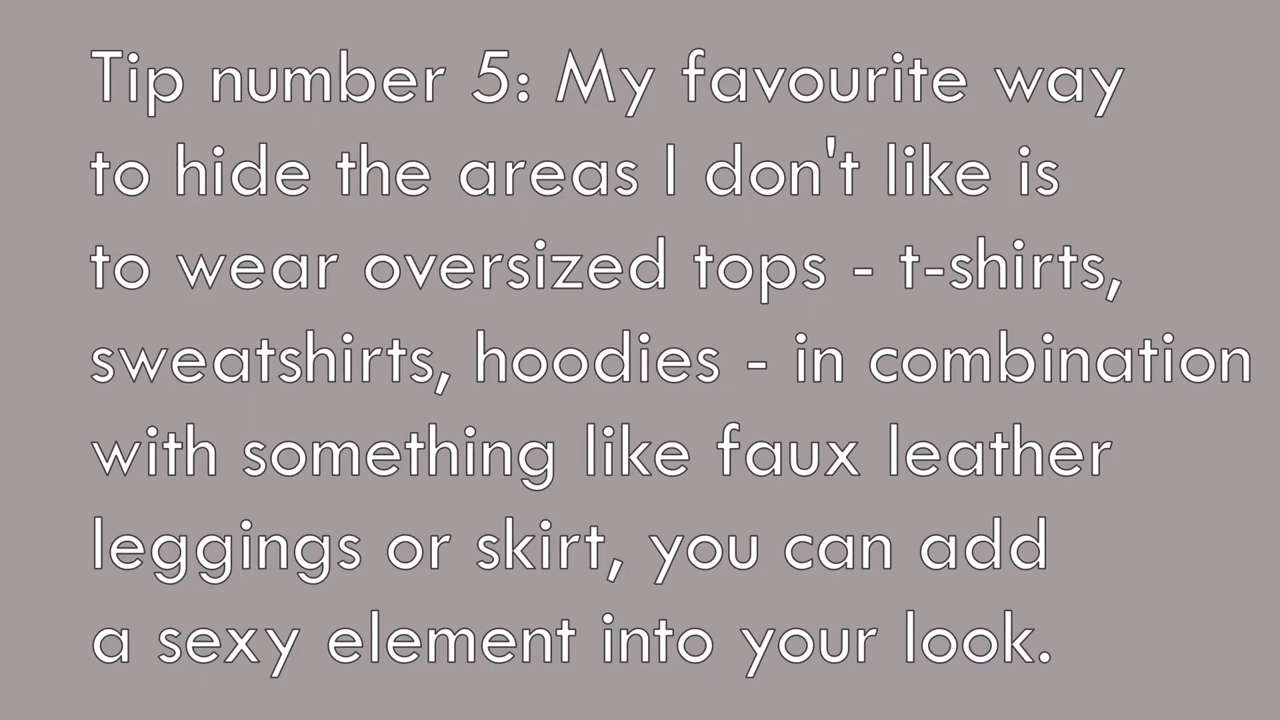 Tip number 5: My favourite way
to hide the areas I don't like is
to wear oversized tops - t-shirts,
sweatshirts, hoodies - in combination
with something like faux leather
leggings or skirt, you can add
a sexy element into your look.